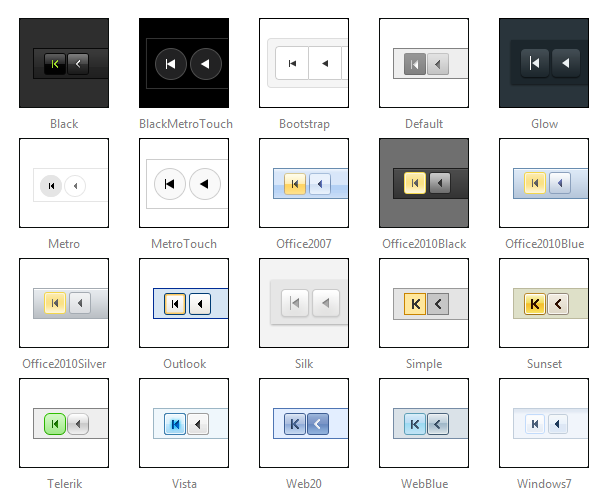 Black BlackMetroTouch Bootstrap Default Glow
Metro MetroTouch Office2007 Office2010Black Office2010Blue
Office2010Silver Outlook Silk Simple Sunset
Telerik Vista Web20 WebBlue Windows7